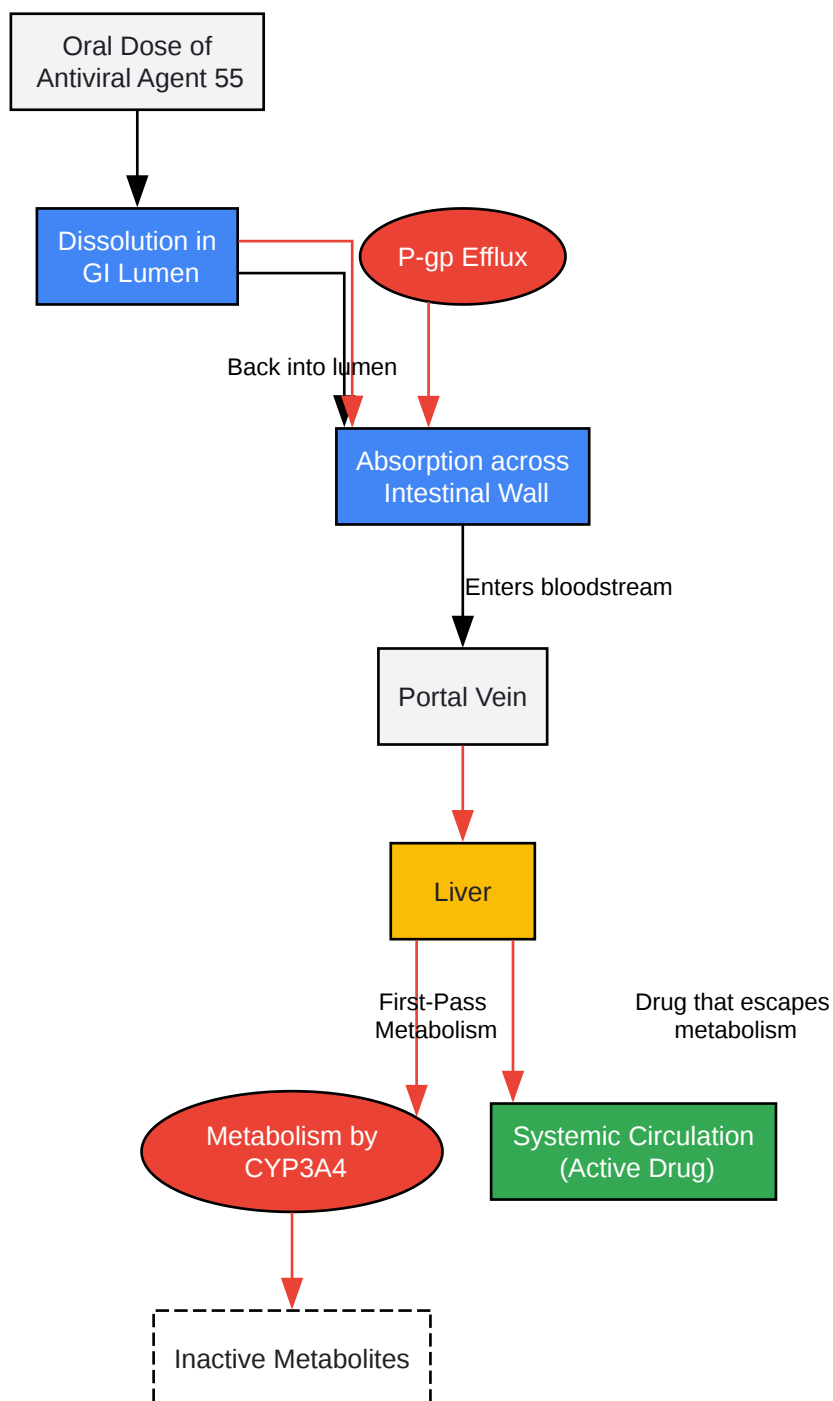 Oral Dose of
Antiviral Agent 55
Dissolution in
GI Lumen
P-gp Efflux
Back into lumen
Absorption across
Intestinal Wall
Enters bloodstream
Portal Vein
Liver
First-Pass
Metabolism
Drug that escapes
metabolism
Metabolism by
CYP3A4
Systemic Circulation
(Active Drug)
Inactive Metabolites